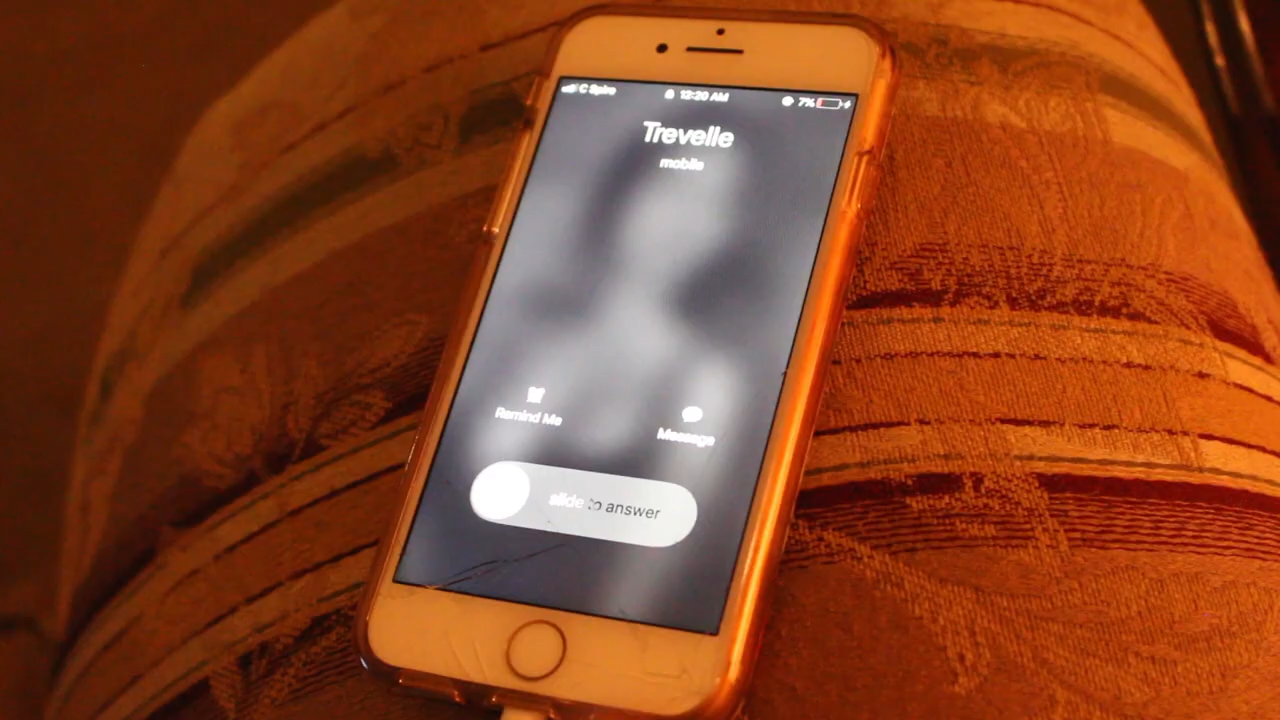 C Spire 12:20 AM 7%
Trevelle
mobile
Remind Me Message
slide to answer